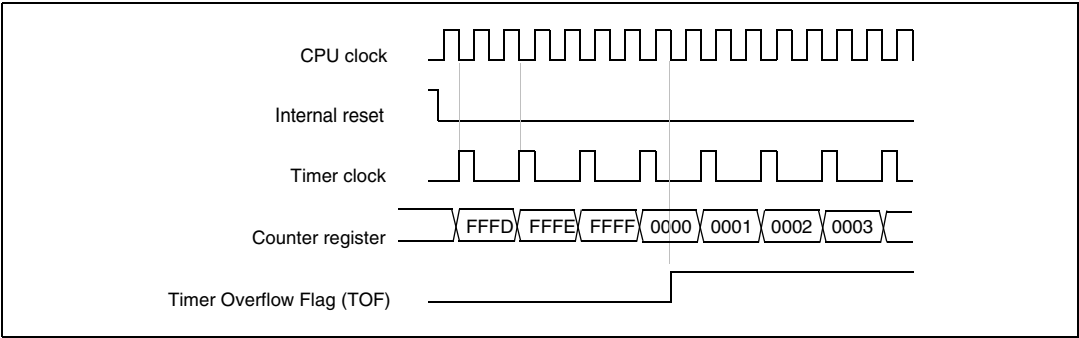 CPU clock
Internal reset
Timer clock
Counter register
FFFD FFFE FFFF 0000 0001 0002 0003
Timer Overflow Flag (TOF)